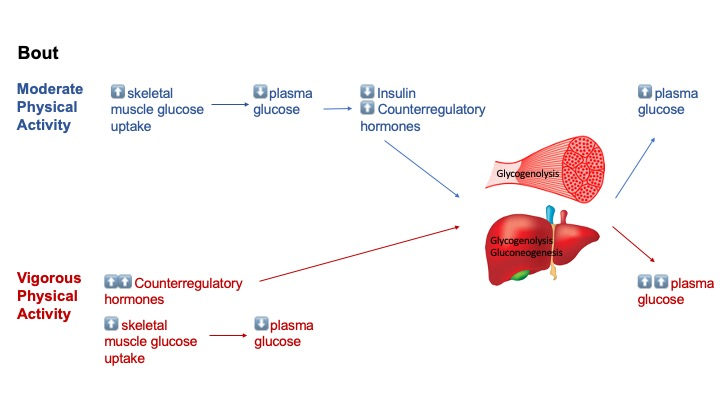 Bout
Moderate
Physical
Activity
⬆ skeletal
muscle glucose
uptake
⬇ plasma
glucose
⬇ Insulin
⬆ Counterregulatory
hormones
⬆ plasma
glucose
Glycogenolysis
Glycogenolysis
Gluconeogenesis
Vigorous
Physical
Activity
⬆⬆ Counterregulatory
hormones
⬆ skeletal
muscle glucose
uptake
⬇ plasma
glucose
⬆⬆ plasma
glucose